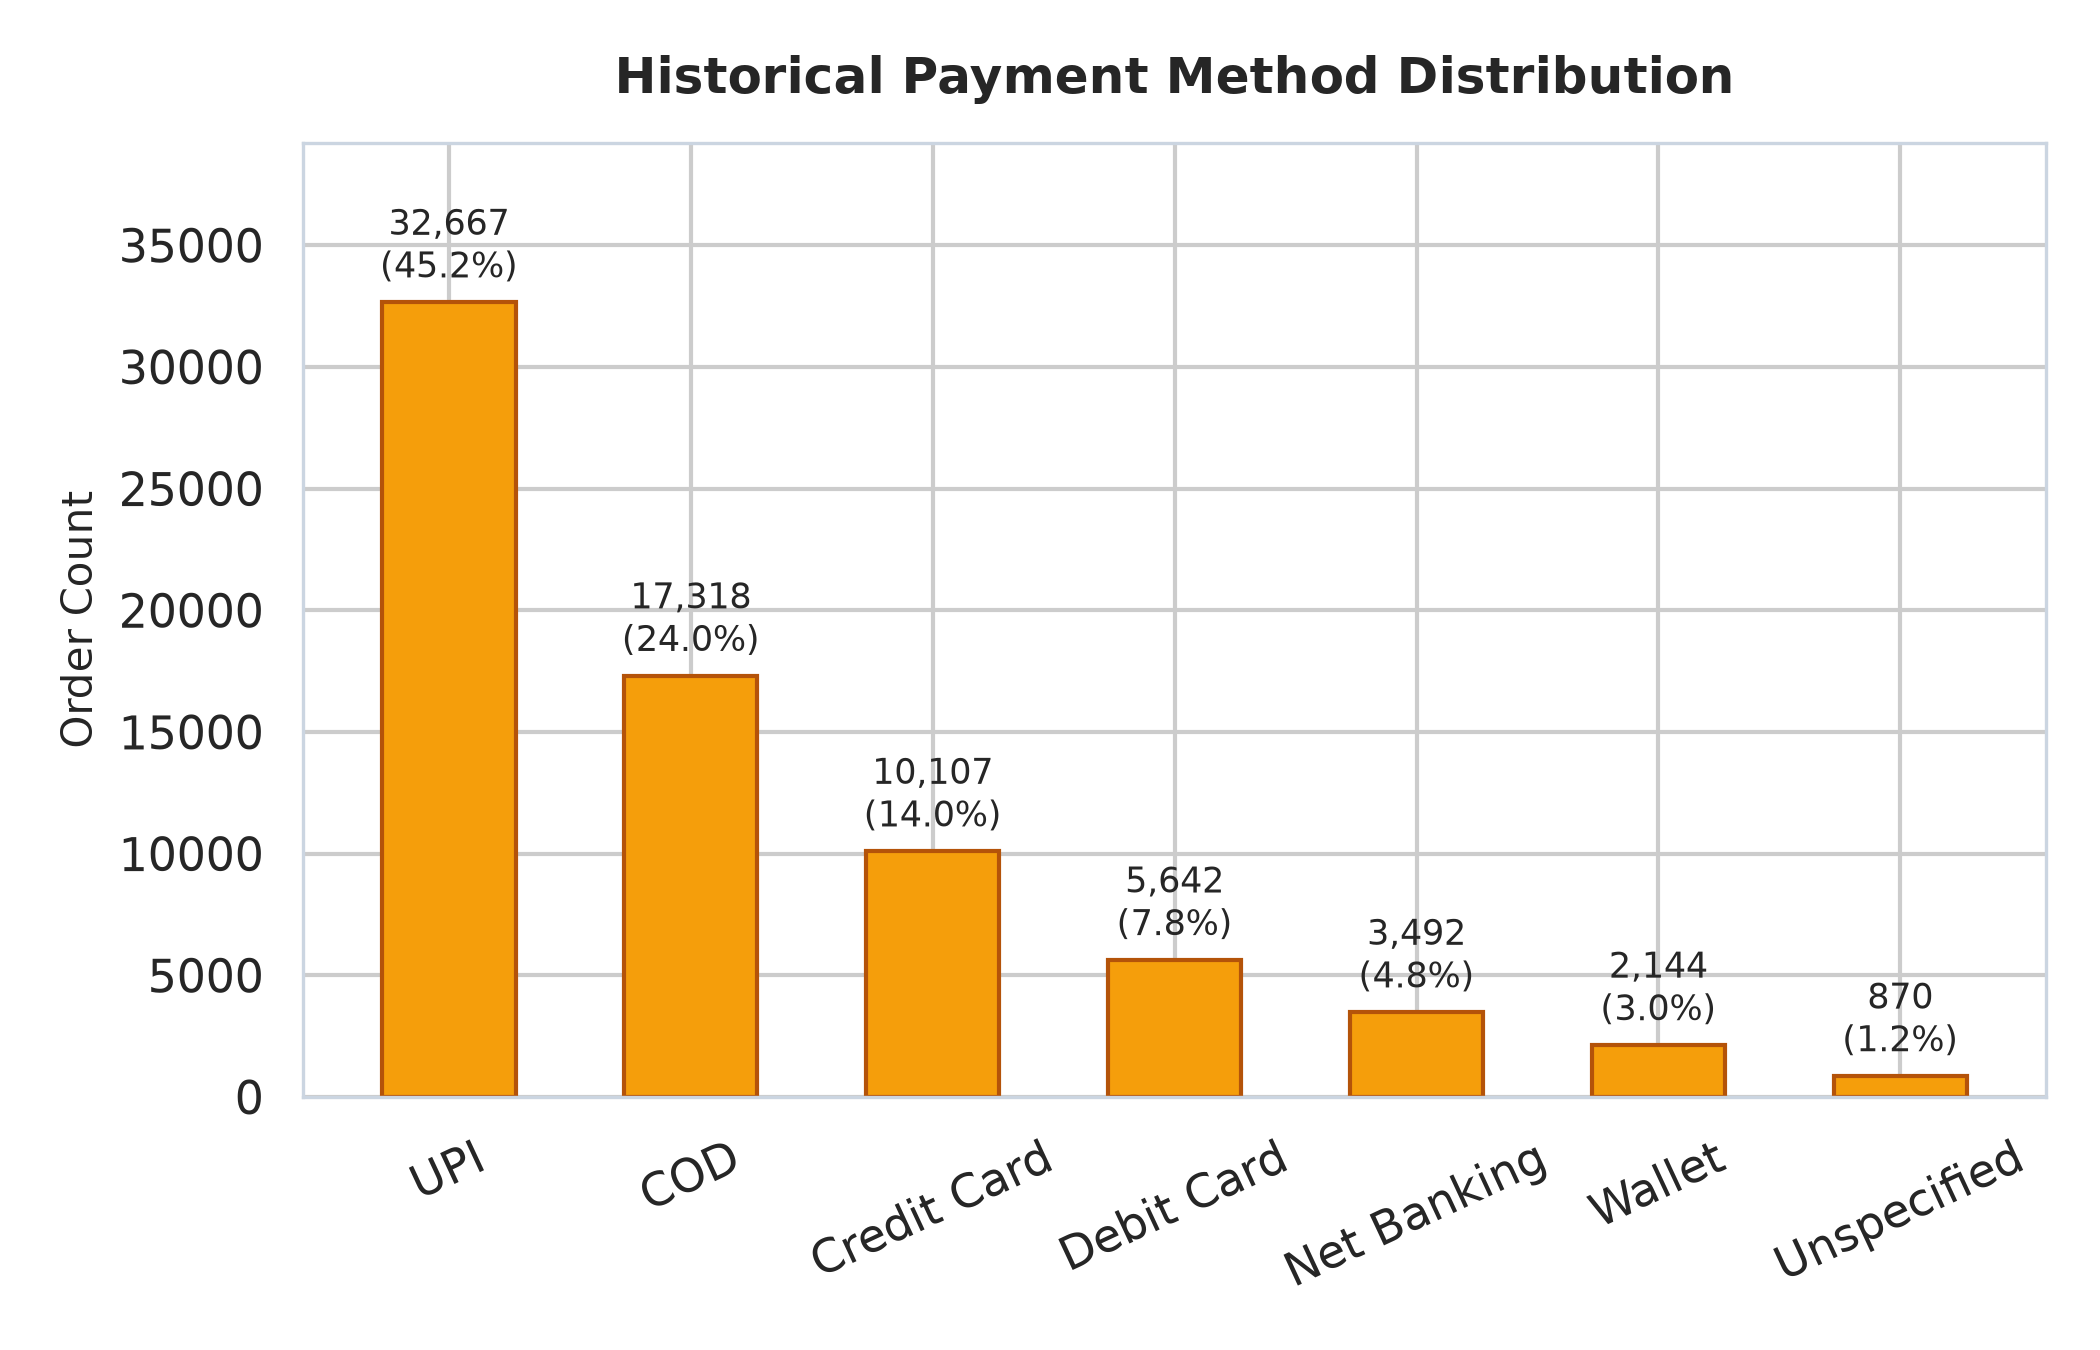 Historical Payment Method Distribution
Order Count
35000
30000
25000
20000
15000
10000
5000
0
32,667
(45.2%)
17,318
(24.0%)
10,107
(14.0%)
5,642
(7.8%)
3,492
(4.8%)
2,144
(3.0%)
870
(1.2%)
UPI
COD
Credit Card
Debit Card
Net Banking
Wallet
Unspecified